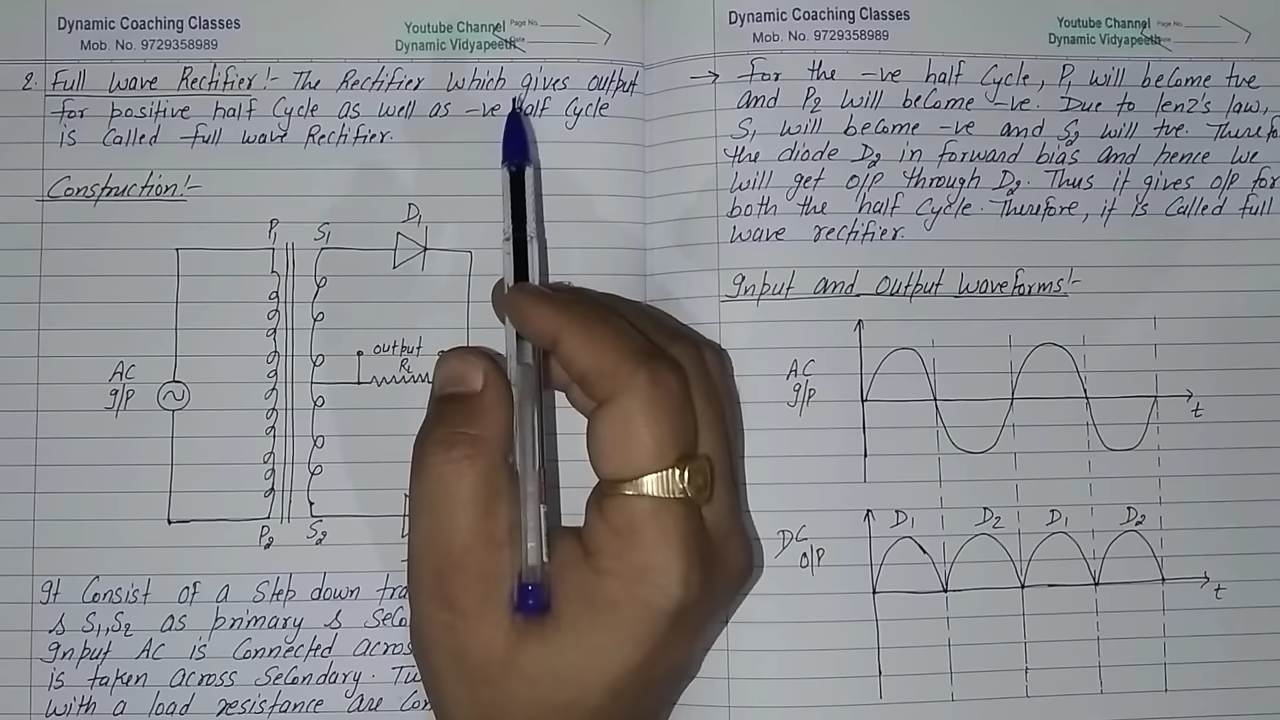 Dynamic Coaching Classes
Mob. No. 9729358989
Youtube Channel
Dynamic Vidyapeeth
Page No.
Date
2. Full wave Rectifier:- The Rectifier which gives output
for positive half Cycle as well as -ve half Cycle
is Called full wave Rectifier.
Construction:-
P1
S1
D1
output
RL
AC
I/P
P2
S2
It Consist of a Step down
& S1,S2 as primary &
Input AC is Connected
is taken across Secondary.
with a load resistance are
Dynamic Coaching Classes
Mob. No. 9729358989
Youtube Channel
Dynamic Vidyapeeth
Page No.
Date
→ For the -ve half Cycle, P1 will become +ve
and P2 will become -ve. Due to lenz's law,
S1 will become -ve and S2 will +ve.
the diode D2 in forward bias and hence we
will get O/P through D2. Thus it gives O/P for
both the half Cycle. Therefore, it is Called full
wave rectifier.
Input and Output Waveforms:-
AC
I/P
t
DC
O/P
D1 D2 D1 D2
t